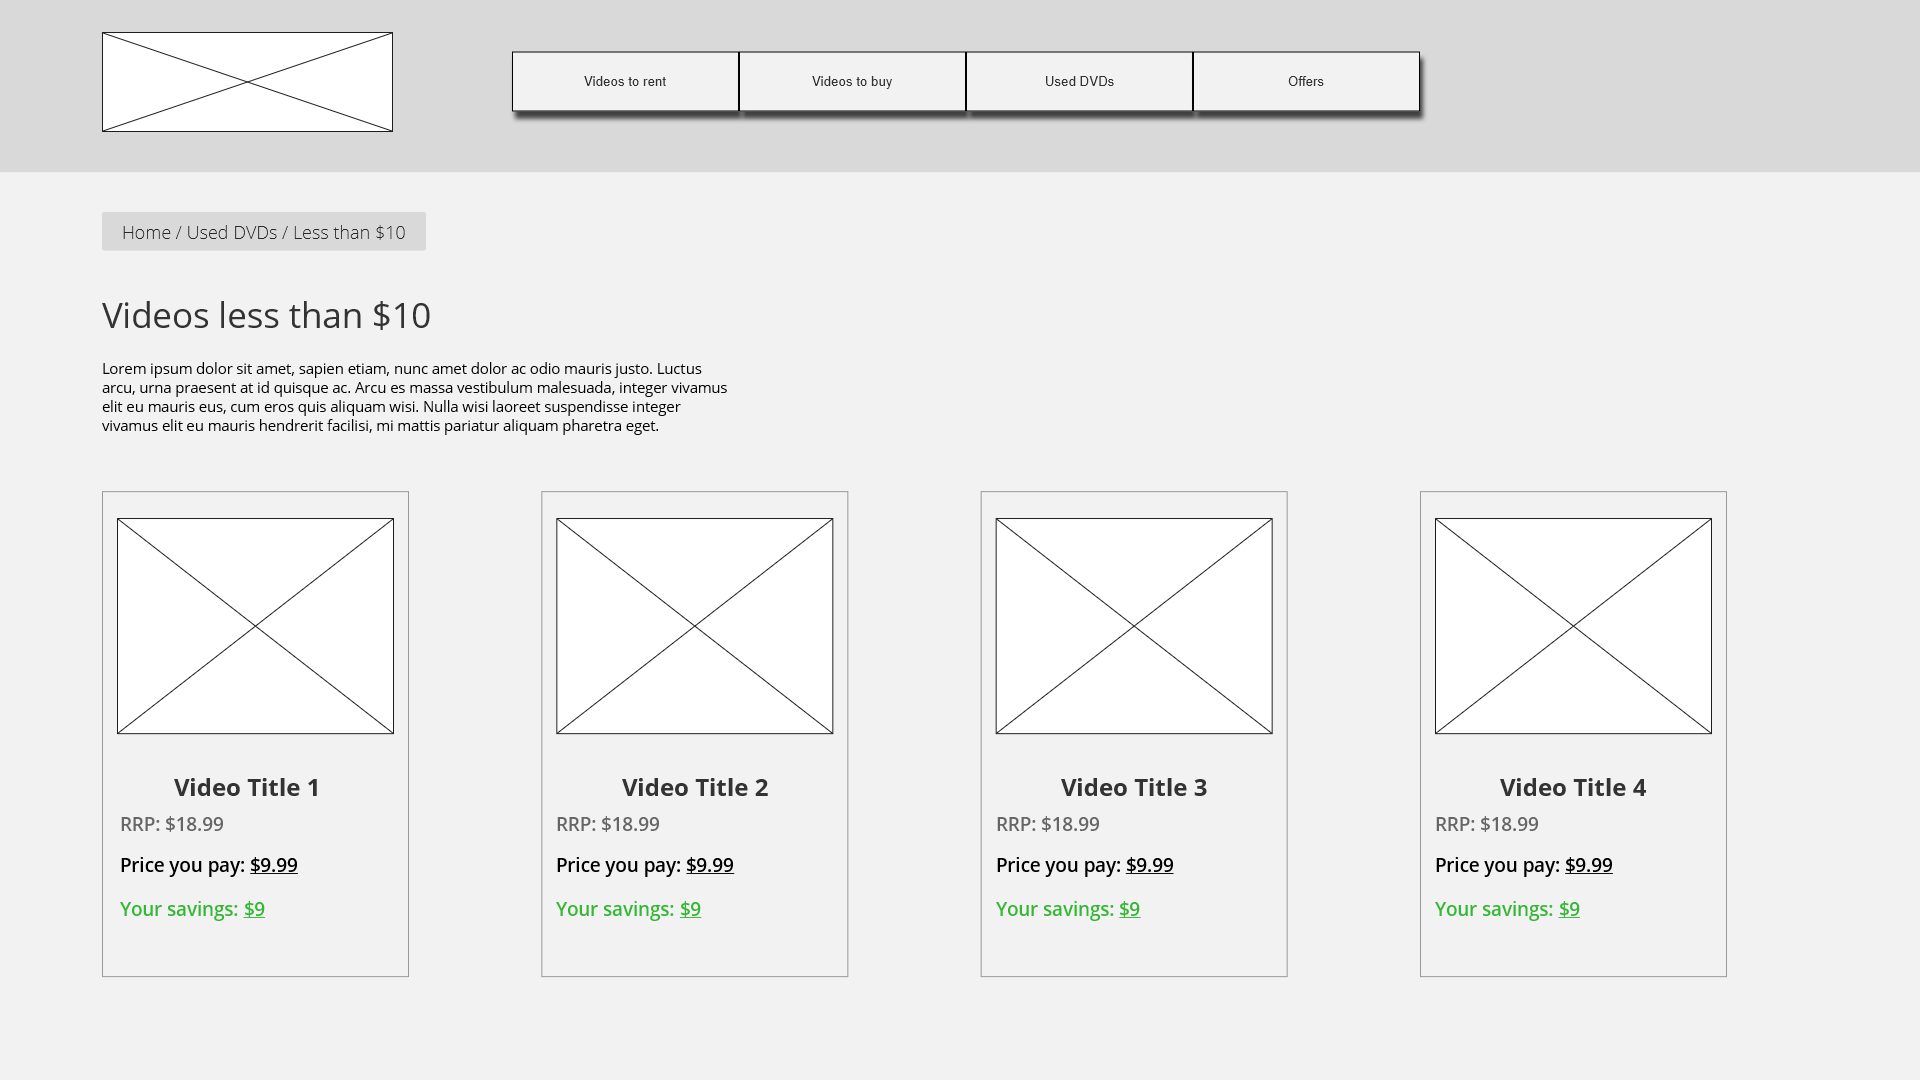 Videos to rent
Videos to buy
Used DVDs
Offers
Home / Used DVDs / Less than $10
Videos less than $10
Lorem ipsum dolor sit amet, sapien etiam, nunc amet dolor ac odio mauris justo. Luctus
arcu, urna praesent at id quisque ac. Arcu es massa vestibulum malesuada, integer vivamus
elit eu mauris eus, cum eros quis aliquam wisi. Nulla wisi laoreet suspendisse integer
vivamus elit eu mauris hendrerit facilisi, mi mattis pariatur aliquam pharetra eget.
Video Title 1
RRP: $18.99
Price you pay: $9.99
Your savings: $9
Video Title 2
RRP: $18.99
Price you pay: $9.99
Your savings: $9
Video Title 3
RRP: $18.99
Price you pay: $9.99
Your savings: $9
Video Title 4
RRP: $18.99
Price you pay: $9.99
Your savings: $9